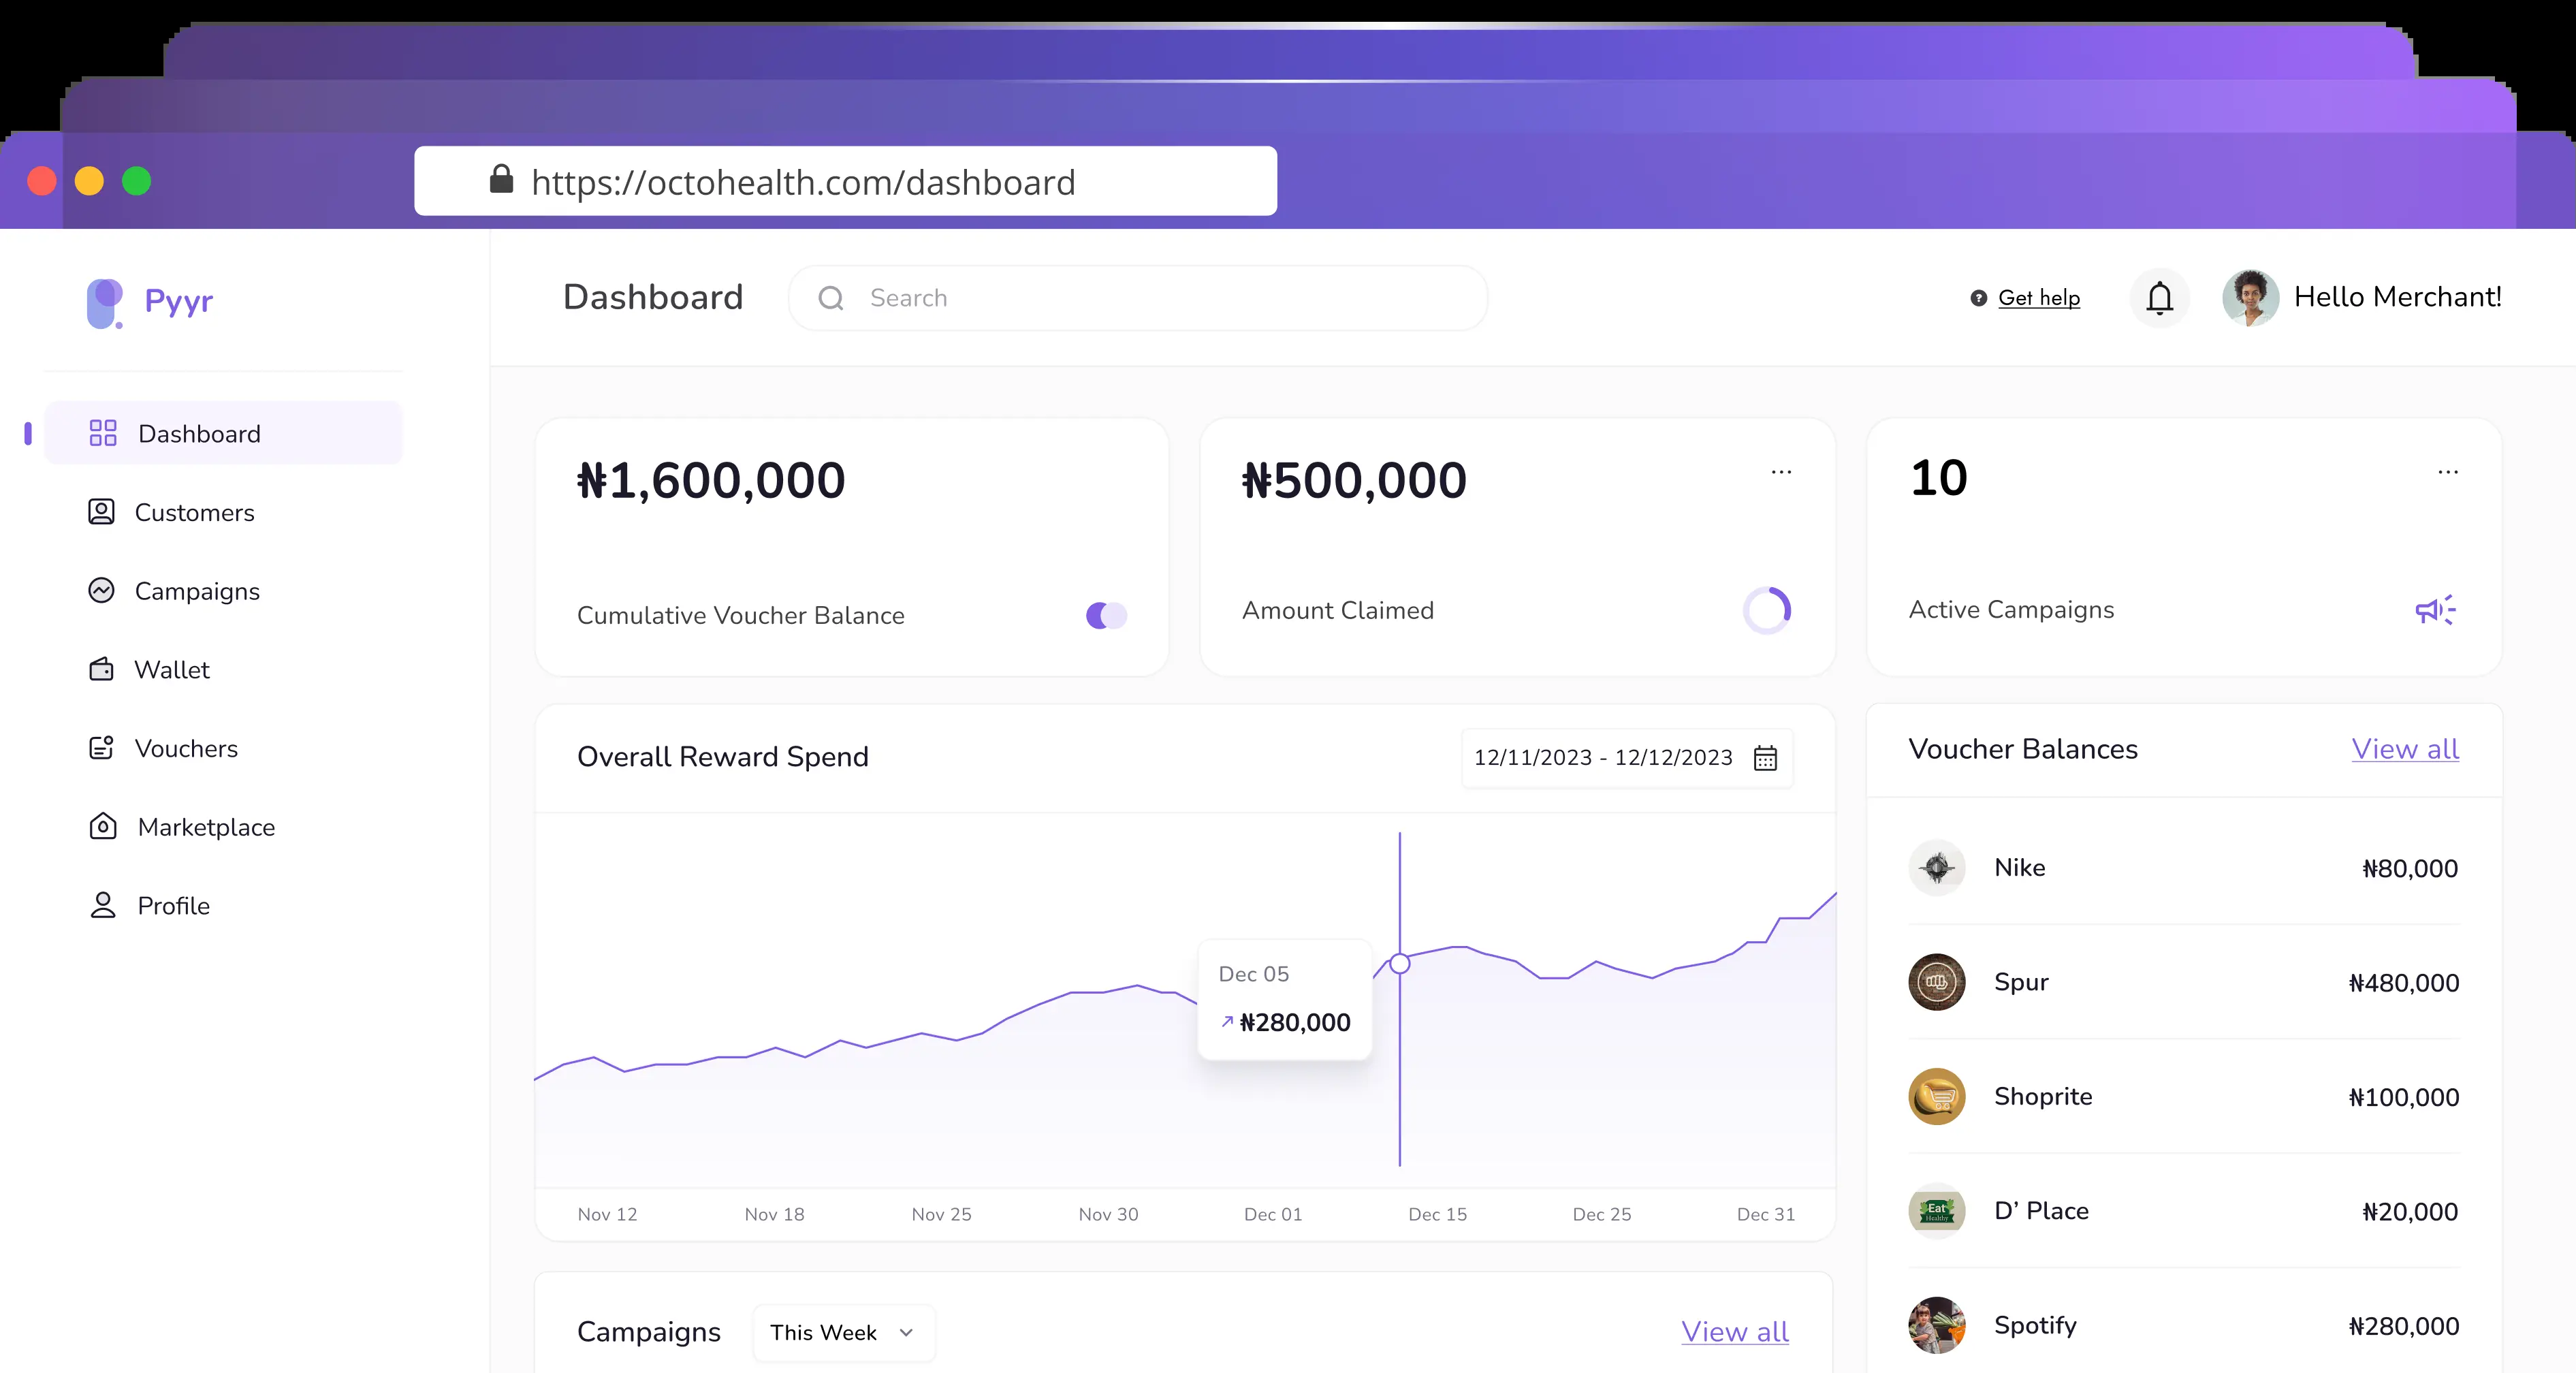 https://octohealth.com/dashboard
Pyyr
Dashboard
Search
Get help
Hello Merchant!
Dashboard
Customers
Campaigns
Wallet
Vouchers
Marketplace
Profile
₦1,600,000
Cumulative Voucher Balance
₦500,000
...
Amount Claimed
10
...
Active Campaigns
Overall Reward Spend
12/11/2023 - 12/12/2023
Dec 05
₦280,000
Nov 12 Nov 18 Nov 25 Nov 30 Dec 01 Dec 15 Dec 25 Dec 31
Voucher Balances View all
Nike ₦80,000
Spur ₦480,000
Shoprite ₦100,000
Eat
Healthy
D’ Place ₦20,000
Spotify ₦280,000
Campaigns This Week View all